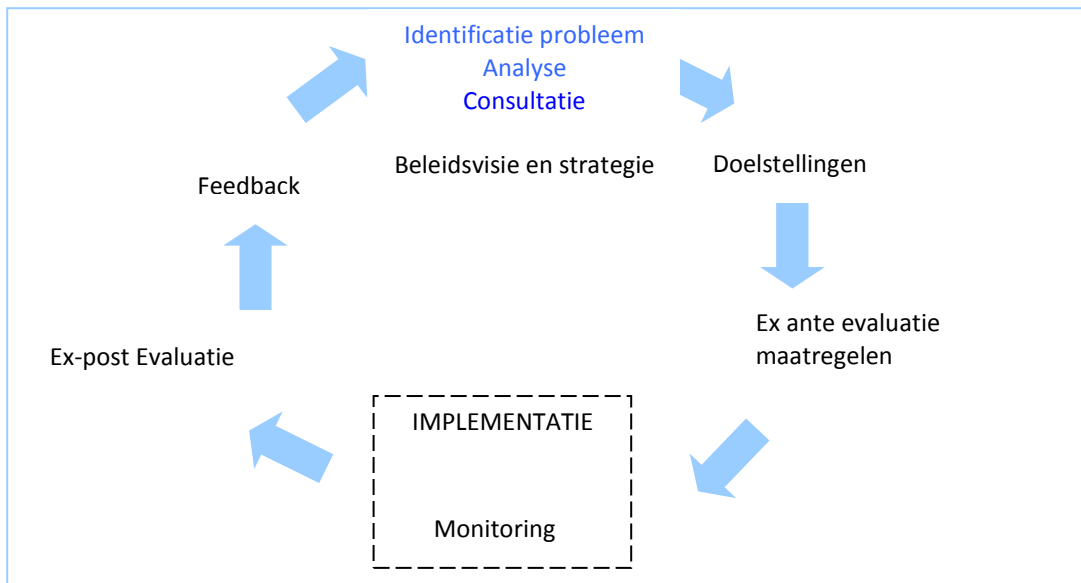 Identificatie probleem
Analyse
Consultatie
Beleidsvisie en strategie
Doelstellingen
Ex ante evaluatie
maatregelen
IMPLEMENTATIE
Monitoring
Ex-post Evaluatie
Feedback